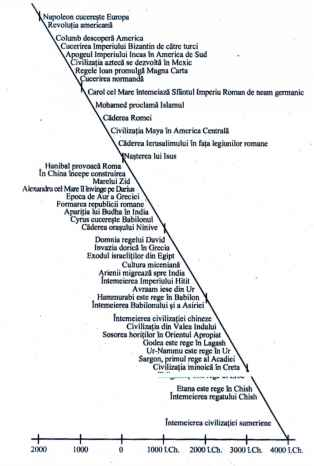 Napoleon cucerește Europa
Revoluția americană
Columb descoperă America
Cucerirea Imperiului Bizantin de către turci
Apogeul Imperiului Incas în America de Sud
Civilizația aztecă se dezvoltă în Mexic
Regele Ioan promulgă Magna Carta
Cucerirea normandă
Carol cel Mare întemeiază Sfîntul Imperiu Roman de neam germanic
Mohamed proclamă Islamul
Căderea Romei
Civilizația Maya în America Centrală
Căderea Ierusalimului în fața legiunilor romane
Nașterea lui Isus
Hanibal provoacă Roma
În China începe construirea
Marelui Zid
Alexandru cel Mare îl învinge pe Darius
Epoca de Aur a Greciei
Formarea republicii romane
Apariția lui Budha în India
Cyrus cucerește Babilonul
Căderea orașului Ninive
Domnia regelui David
Invazia dorică în Grecia
Exodul israeliților din Egipt
Cultura miceniană
Arienii migrează spre India
Întemeierea Imperiului Hitit
Avraam iese din Ur
Hammurabi este rege în Babilon
Întemeierea Babilonului și a Asiriei
Întemeierea civilizației chineze
Civilizația din Valea Indului
Sosorea horiților în Orientul Apropiat
Godea este rege în Lagash
Ur-Nammu este rege în Ur
Sargon, primul rege al Acadiei
Civilizația minoică în Creta
Etana este rege în Chish
Întemeierea regatului Chish
Întemeierea civilizației sumeriene
2000 1000 0 1000 î.Ch. 2000 î.Ch. 3000 î.Ch. 4000 î.Ch.